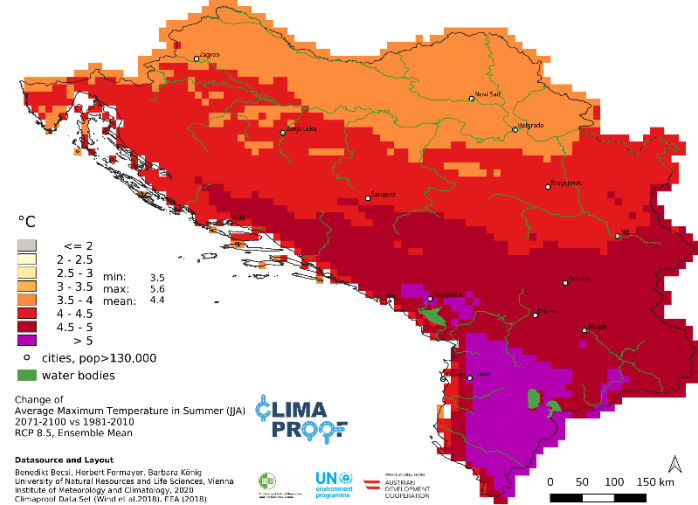 Zagreb
Novi Sad
Belgrade
Banja Luka
Kragujevac
Sarajevo
Split
Niš
°C
<= 2
2 - 2.5
2.5 - 3
3 - 3.5
3.5 - 4
4 - 4.5
4.5 - 5
> 5
min: 3.5
max: 5.6
mean: 4.4
Podgorica
Skopje
Tirana
cities, pop>130,000
water bodies
Change of
Average Maximum Temperature in Summer (JJA)
2071-2100 vs 1981-2010
RCP 8.5, Ensemble Mean
CLIMA
PROOF
Datasource and Layout
Benedikt Becsi, Herbert Formayer, Barbara König
University of Natural Resources and Life Sciences, Vienna
Institute of Meteorology and Climatology, 2020
Climaproof Data Set (Wind et al,2018), EEA (2018)
UN
environment
programme
AUSTRIAN
DEVELOPMENT
COOPERATION
0 50 100 150 km